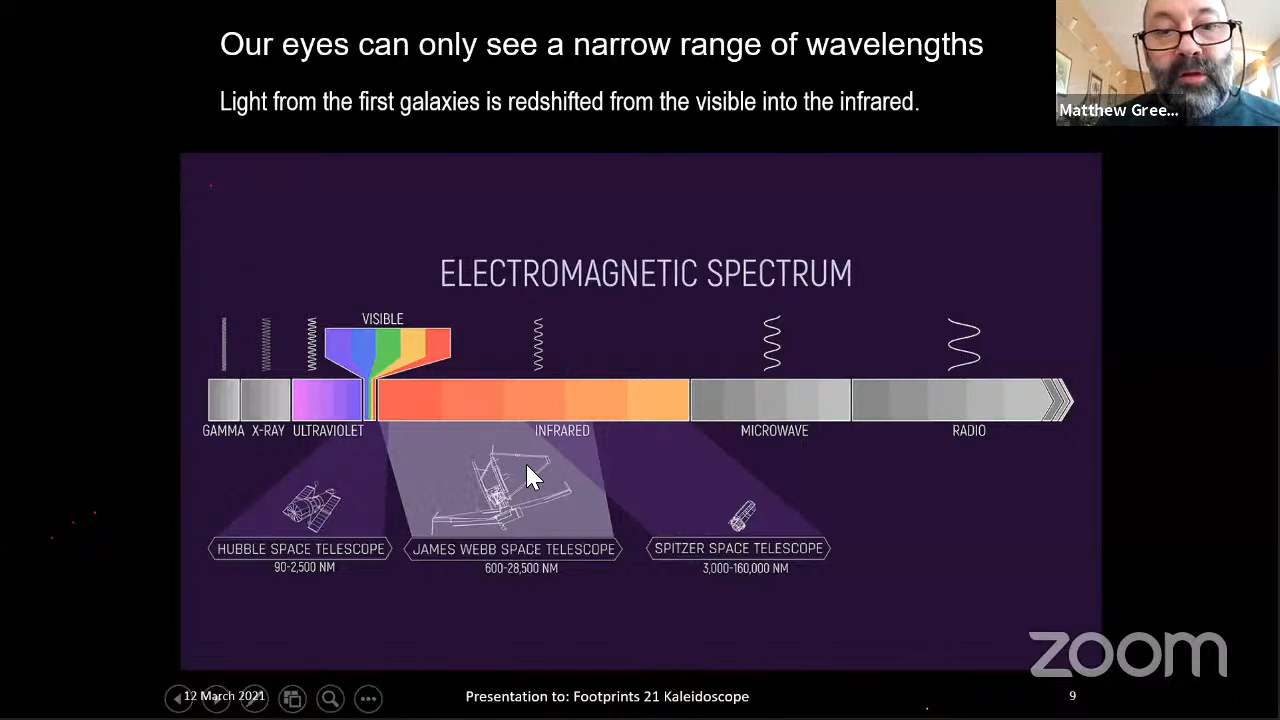 Our eyes can only see a narrow range of wavelengths
Light from the first galaxies is redshifted from the visible into the infrared.
Matthew Gree...
ELECTROMAGNETIC SPECTRUM
VISIBLE
GAMMA X-RAY ULTRAVIOLET INFRARED MICROWAVE RADIO
HUBBLE SPACE TELESCOPE JAMES WEBB SPACE TELESCOPE SPITZER SPACE TELESCOPE
90-2,500 NM 600-28,500 NM 3,000-160,000 NM
zoom
12 March 2021 Presentation to: Footprints 21 Kaleidoscope 9